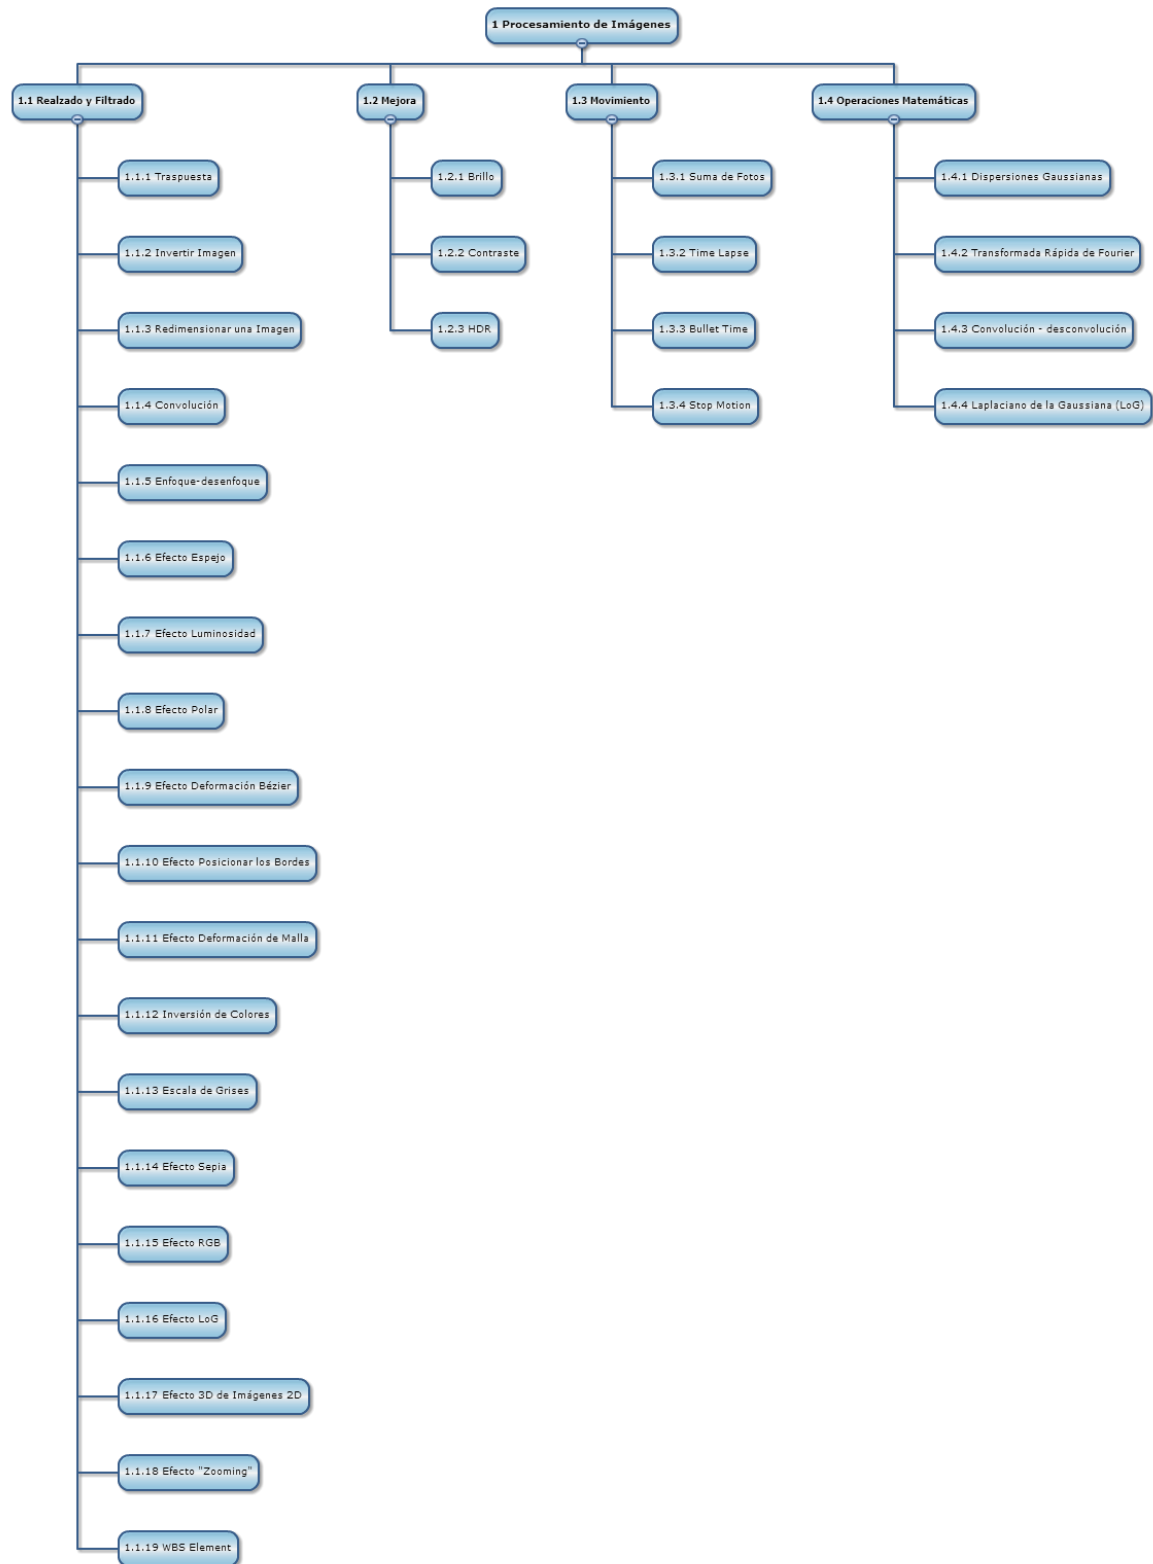 1 Procesamiento de Imágenes
1.1 Realzado y Filtrado
1.1.1 Traspuesta
1.1.2 Invertir Imagen
1.1.3 Redimensionar una Imagen
1.1.4 Convolución
1.1.5 Enfoque-desenfoque
1.1.6 Efecto Espejo
1.1.7 Efecto Luminosidad
1.1.8 Efecto Polar
1.1.9 Efecto Deformación Bézier
1.1.10 Efecto Posicionar los Bordes
1.1.11 Efecto Deformación de Malla
1.1.12 Inversión de Colores
1.1.13 Escala de Grises
1.1.14 Efecto Sepia
1.1.15 Efecto RGB
1.1.16 Efecto LoG
1.1.17 Efecto 3D de Imágenes 2D
1.1.18 Efecto "Zooming"
1.1.19 WBS Element
1.2 Mejora
1.2.1 Brillo
1.2.2 Contraste
1.2.3 HDR
1.3 Movimiento
1.3.1 Suma de Fotos
1.3.2 Time Lapse
1.3.3 Bullet Time
1.3.4 Stop Motion
1.4 Operaciones Matemáticas
1.4.1 Dispersiones Gaussianas
1.4.2 Transformada Rápida de Fourier
1.4.3 Convolución - desconvolución
1.4.4 Laplaciano de la Gaussiana (LoG)